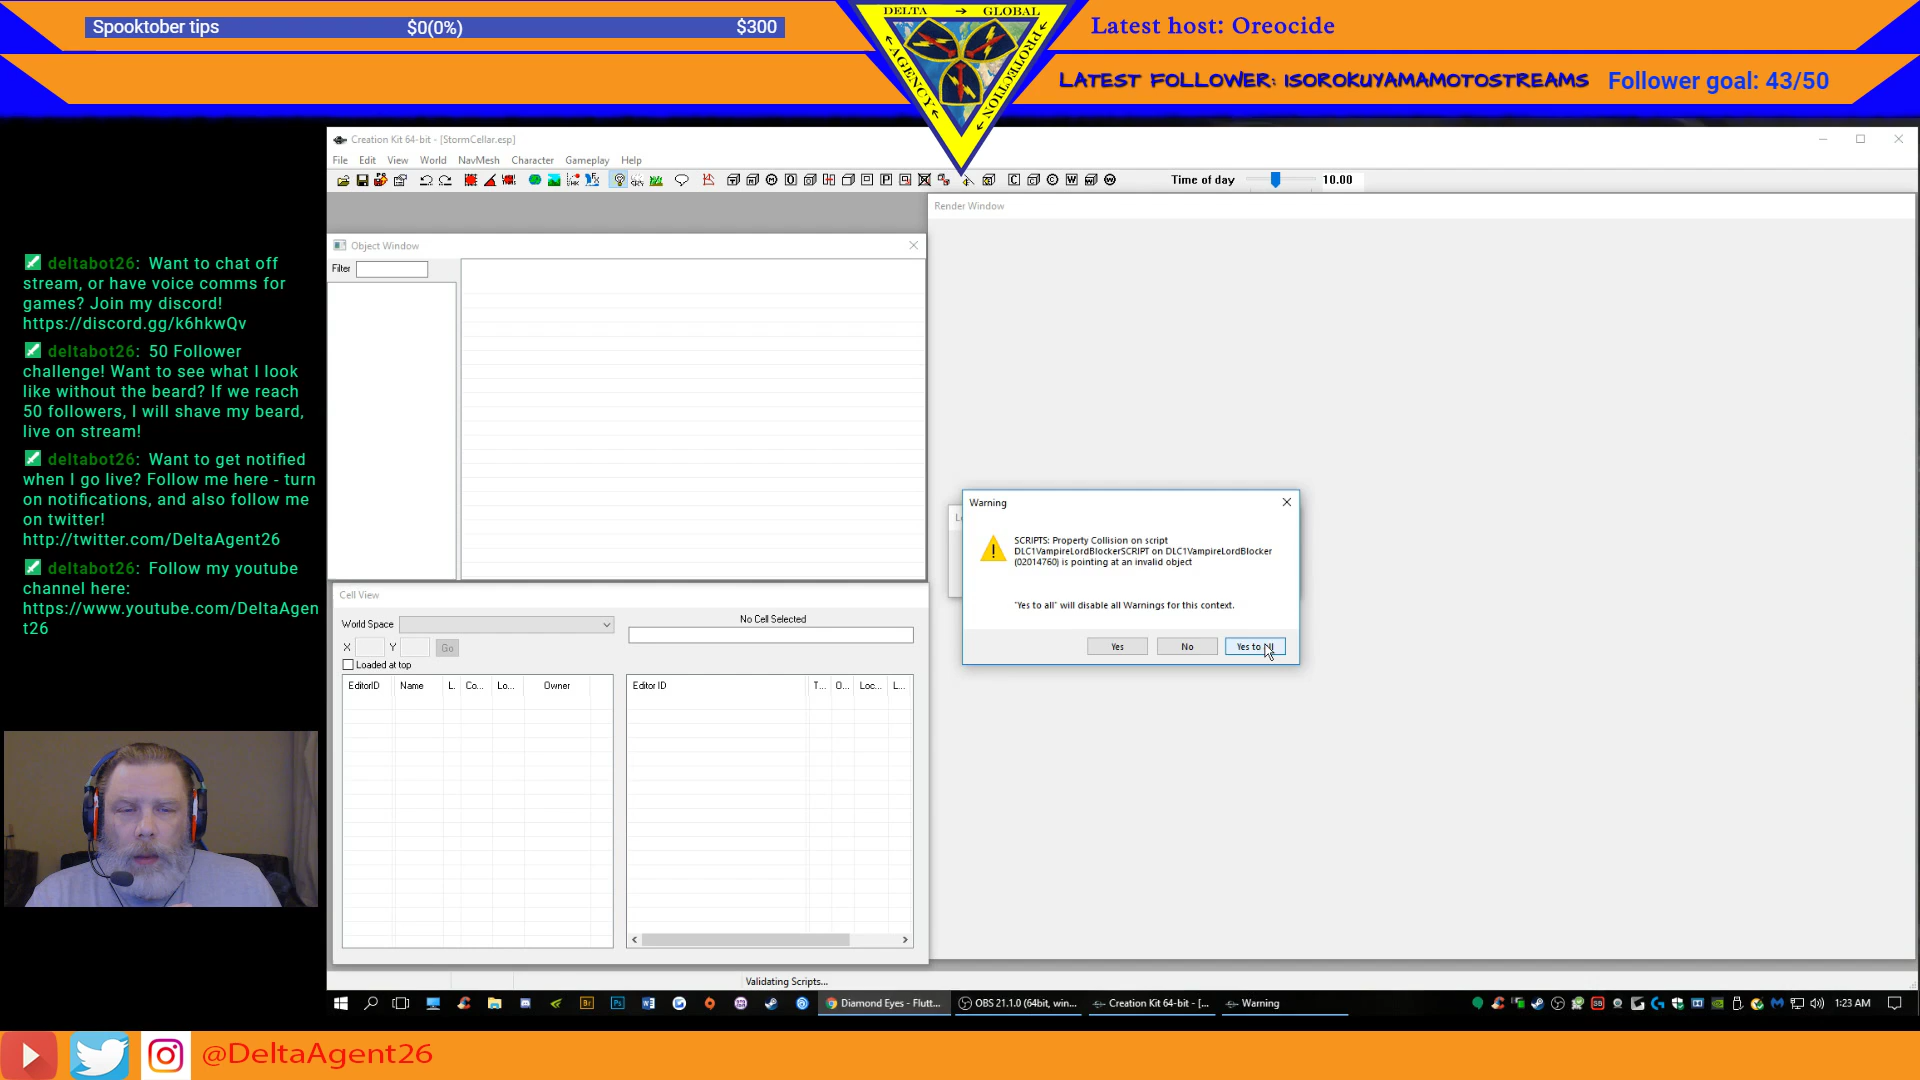 Spooktober tips $0(0%) $300
DELTA → GLOBAL
PROTECTION
AGENCY
Latest host: Oreocide
LATEST FOLLOWER: ISOROKUYAMAMOTOSTREAMS Follower goal: 43/50
Creation Kit 64-bit - [StormCellar.esp]
File Edit View World NavMesh Character Gameplay Help
Time of day 10.00
Render Window
Object Window
Filter
deltabot26: Want to chat off
stream, or have voice comms for
games? Join my discord!
https://discord.gg/k6hkwQv
deltabot26: 50 Follower
challenge! Want to see what I look
like without the beard? If we reach
50 followers, I will shave my beard,
live on stream!
deltabot26: Want to get notified
when I go live? Follow me here - turn
on notifications, and also follow me
on twitter!
http://twitter.com/DeltaAgent26
deltabot26: Follow my youtube
channel here:
https://www.youtube.com/DeltaAgen
t26
Warning
SCRIPTS: Property Collision on script
DLC1VampireLordBlockerSCRIPT on DLC1VampireLordBlocker
(02014760) is pointing at an invalid object
"Yes to all" will disable all Warnings for this context.
Yes No Yes to all
Cell View
World Space
No Cell Selected
X Y Go
Loaded at top
EditorID Name L. Co... Lo... Owner
Editor ID T... O... Loc... L...
Validating Scripts...
Diamond Eyes - Flutt... OBS 21.1.0 (64bit, win... Creation Kit 64-bit - [... Warning
1:23 AM
@DeltaAgent26